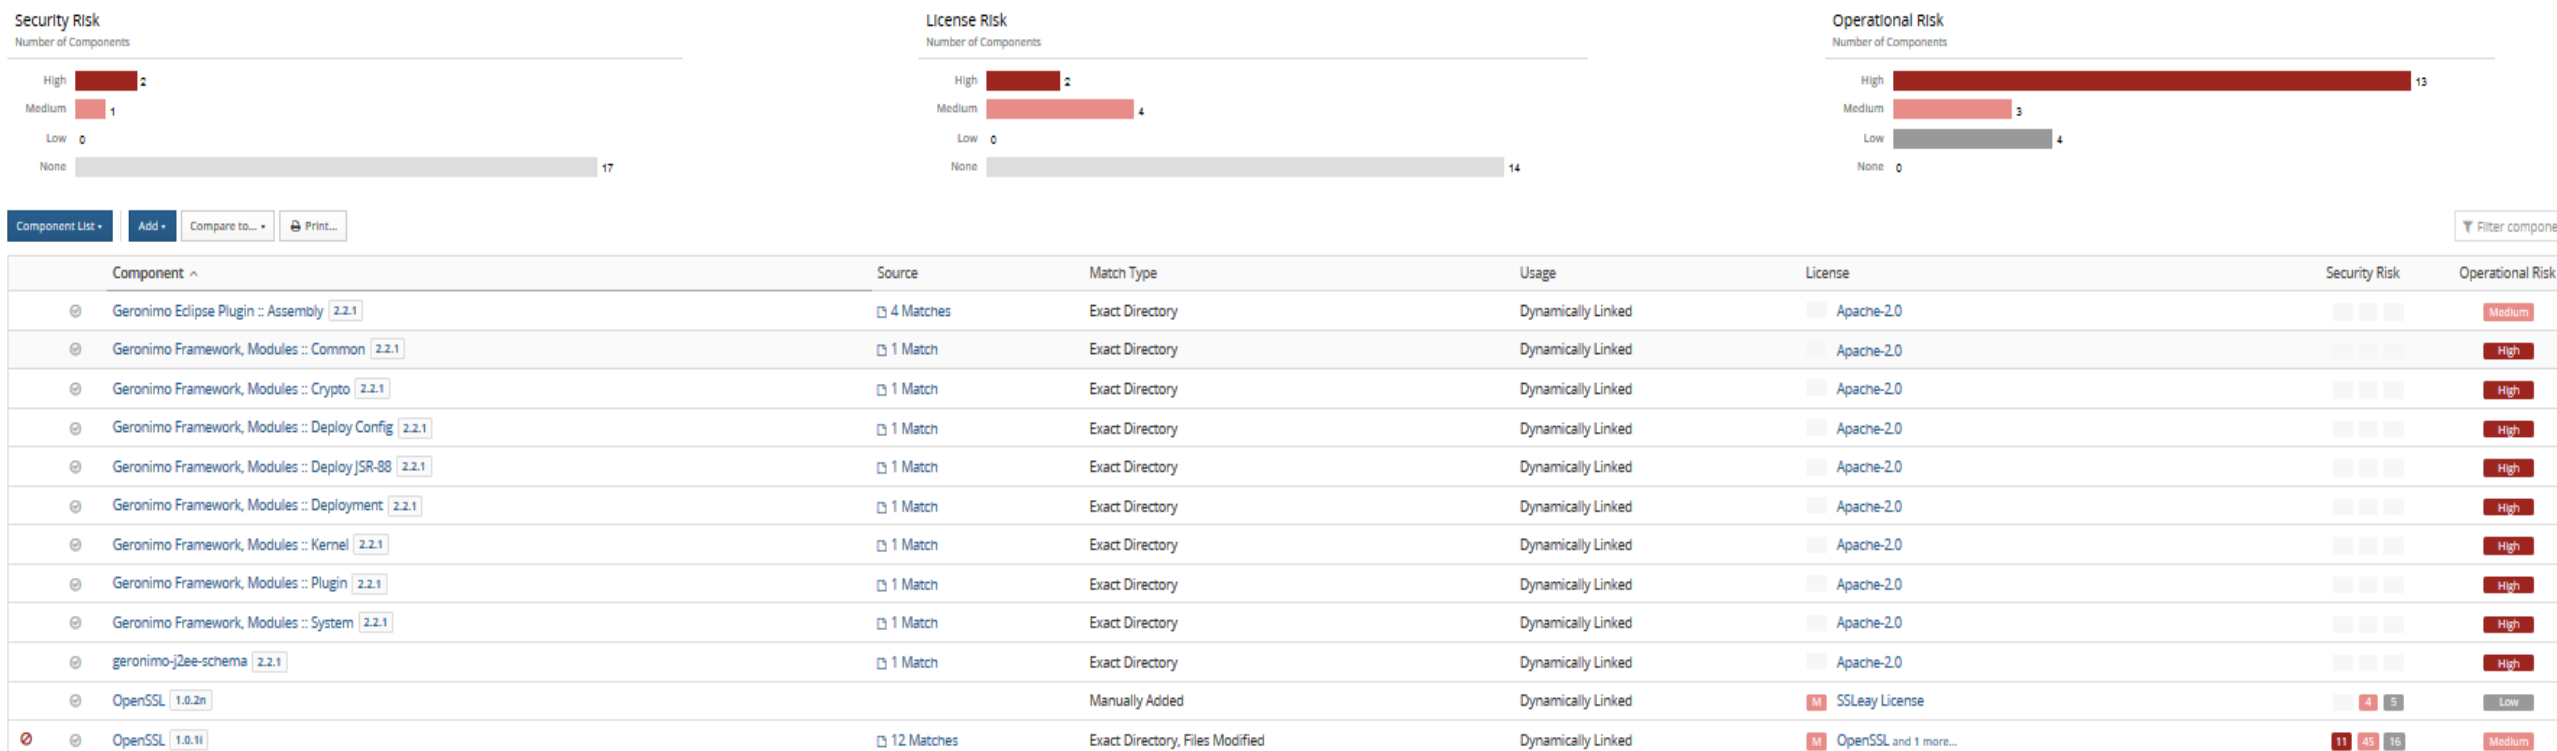 Security Risk
Number of Components
High 2
Medium 1
Low 0
None 17
License Risk
Number of Components
High 2
Medium 4
Low 0
None 14
Operational Risk
Number of Components
High 13
Medium 3
Low 4
None 0
Component List Add Compare to... Print... Filter compone
Component Source Match Type Usage License Security Risk Operational Risk
Geronimo Eclipse Plugin :: Assembly 2.2.1 4 Matches Exact Directory Dynamically Linked Apache-2.0 Medium
Geronimo Framework, Modules :: Common 2.2.1 1 Match Exact Directory Dynamically Linked Apache-2.0 High
Geronimo Framework, Modules :: Crypto 2.2.1 1 Match Exact Directory Dynamically Linked Apache-2.0 High
Geronimo Framework, Modules :: Deploy Config 2.2.1 1 Match Exact Directory Dynamically Linked Apache-2.0 High
Geronimo Framework, Modules :: Deploy JSR-88 2.2.1 1 Match Exact Directory Dynamically Linked Apache-2.0 High
Geronimo Framework, Modules :: Deployment 2.2.1 1 Match Exact Directory Dynamically Linked Apache-2.0 High
Geronimo Framework, Modules :: Kernel 2.2.1 1 Match Exact Directory Dynamically Linked Apache-2.0 High
Geronimo Framework, Modules :: Plugin 2.2.1 1 Match Exact Directory Dynamically Linked Apache-2.0 High
Geronimo Framework, Modules :: System 2.2.1 1 Match Exact Directory Dynamically Linked Apache-2.0 High
geronimo-j2ee-schema 2.2.1 1 Match Exact Directory Dynamically Linked Apache-2.0 High
OpenSSL 1.0.2n Manually Added Dynamically Linked M SSLeay License 4 5 Low
OpenSSL 1.0.1i 12 Matches Exact Directory, Files Modified Dynamically Linked M OpenSSL and 1 more... 11 45 16 Medium